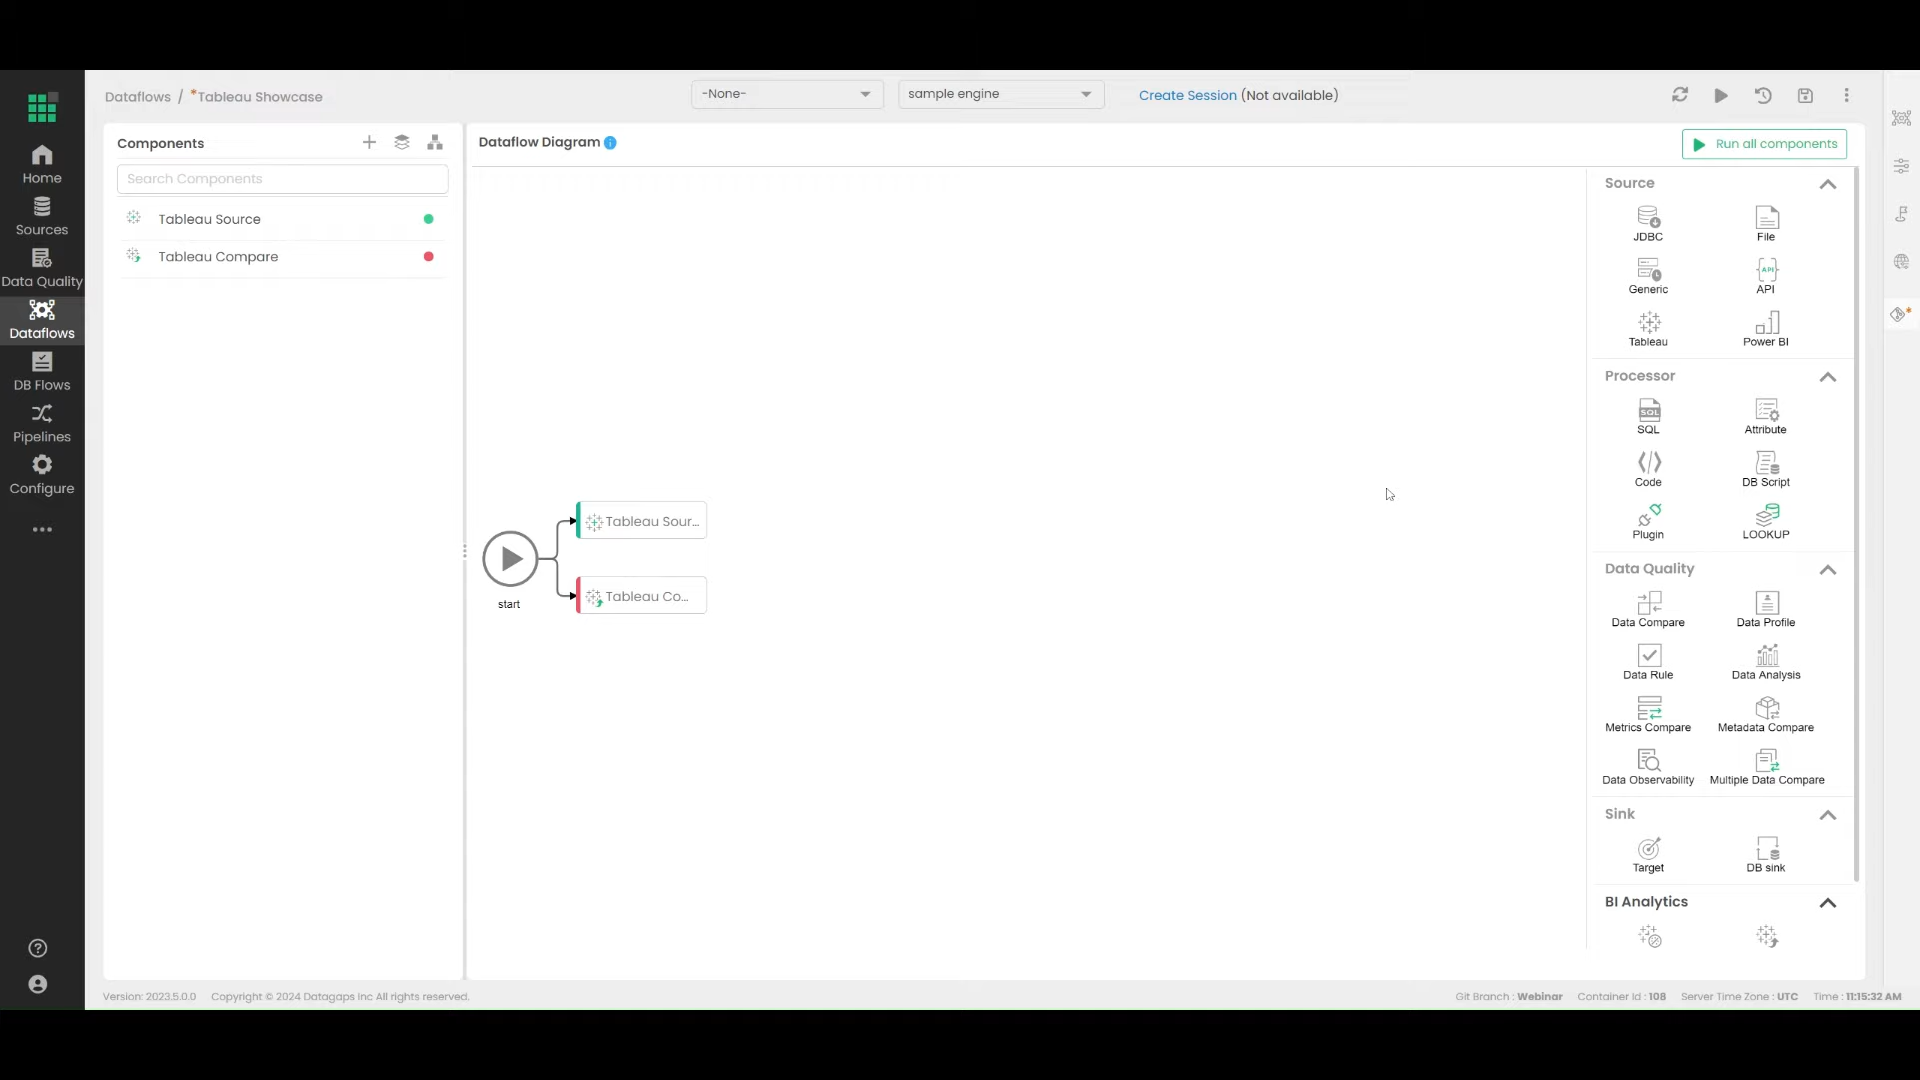 Dataflows / *Tableau Showcase
-None-
sample engine
Create Session (Not available)
Home
Sources
Data Quality
Dataflows
DB Flows
Pipelines
Configure
Components
Search Components
Tableau Source
Tableau Compare
Dataflow Diagram
Run all components
start
Tableau Sour...
Tableau Co...
Source
JDBC
File
Generic
API
Tableau
Power BI
Processor
SQL
Attribute
Code
DB Script
Plugin
LOOKUP
Data Quality
Data Compare
Data Profile
Data Rule
Data Analysis
Metrics Compare
Metadata Compare
Data Observability
Multiple Data Compare
Sink
Target
DB sink
BI Analytics
Version: 2023.5.0.0 Copyright © 2024 Datagaps Inc All rights reserved.
Git Branch : Webinar Container Id : 108 Server Time Zone : UTC Time : 11:15:32 AM